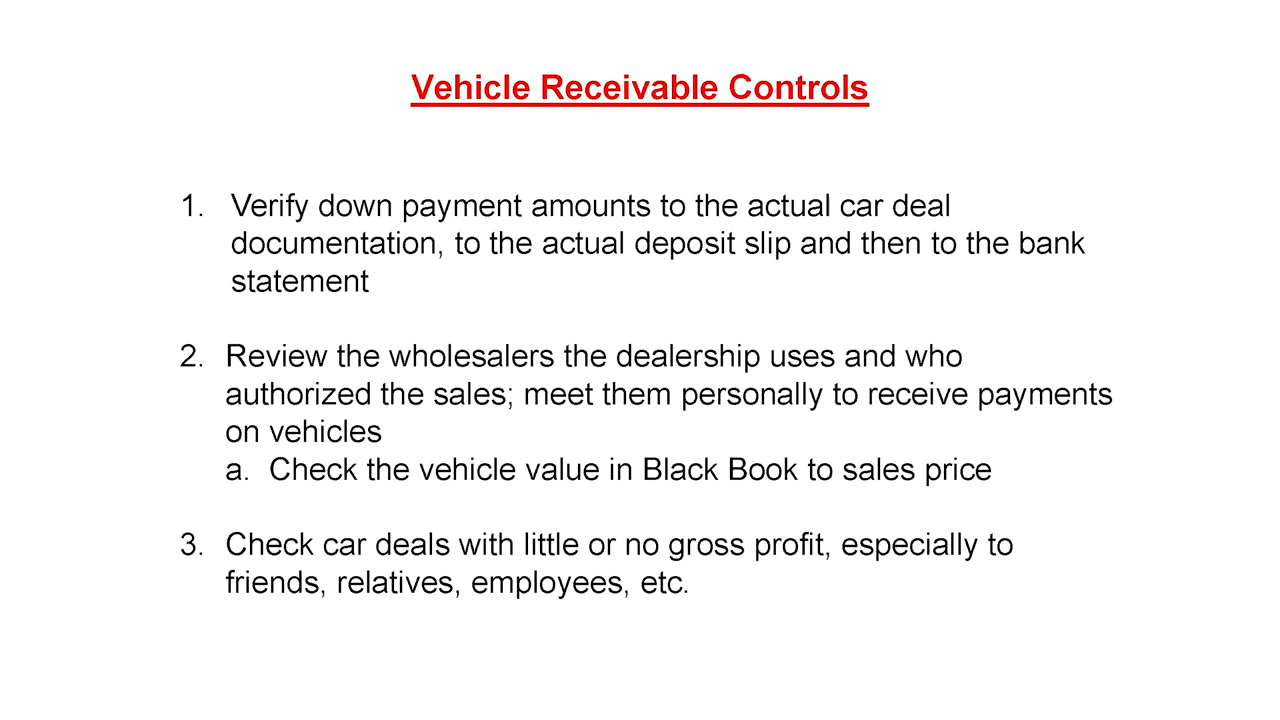 Vehicle Receivable Controls
1. Verify down payment amounts to the actual car deal
documentation, to the actual deposit slip and then to the bank
statement
2. Review the wholesalers the dealership uses and who
authorized the sales; meet them personally to receive payments
on vehicles
a. Check the vehicle value in Black Book to sales price
3. Check car deals with little or no gross profit, especially to
friends, relatives, employees, etc.